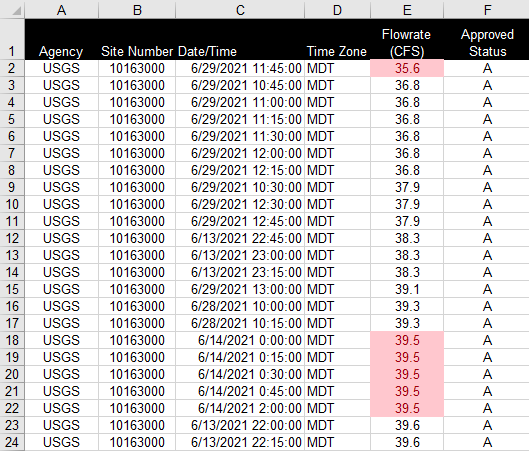 A B C D E F
1 Agency Site Number Date/Time Time Zone Flowrate (CFS) Approved Status
2 USGS 10163000 6/29/2021 11:45:00 MDT 35.6 A
3 USGS 10163000 6/29/2021 10:45:00 MDT 36.8 A
4 USGS 10163000 6/29/2021 11:00:00 MDT 36.8 A
5 USGS 10163000 6/29/2021 11:15:00 MDT 36.8 A
6 USGS 10163000 6/29/2021 11:30:00 MDT 36.8 A
7 USGS 10163000 6/29/2021 12:00:00 MDT 36.8 A
8 USGS 10163000 6/29/2021 12:15:00 MDT 36.8 A
9 USGS 10163000 6/29/2021 10:30:00 MDT 37.9 A
10 USGS 10163000 6/29/2021 12:30:00 MDT 37.9 A
11 USGS 10163000 6/29/2021 12:45:00 MDT 37.9 A
12 USGS 10163000 6/13/2021 22:45:00 MDT 38.3 A
13 USGS 10163000 6/13/2021 23:00:00 MDT 38.3 A
14 USGS 10163000 6/13/2021 23:15:00 MDT 38.3 A
15 USGS 10163000 6/29/2021 13:00:00 MDT 39.1 A
16 USGS 10163000 6/28/2021 10:00:00 MDT 39.3 A
17 USGS 10163000 6/28/2021 10:15:00 MDT 39.3 A
18 USGS 10163000 6/14/2021 0:00:00 MDT 39.5 A
19 USGS 10163000 6/14/2021 0:15:00 MDT 39.5 A
20 USGS 10163000 6/14/2021 0:30:00 MDT 39.5 A
21 USGS 10163000 6/14/2021 0:45:00 MDT 39.5 A
22 USGS 10163000 6/14/2021 2:00:00 MDT 39.5 A
23 USGS 10163000 6/13/2021 22:00:00 MDT 39.6 A
24 USGS 10163000 6/13/2021 22:15:00 MDT 39.6 A